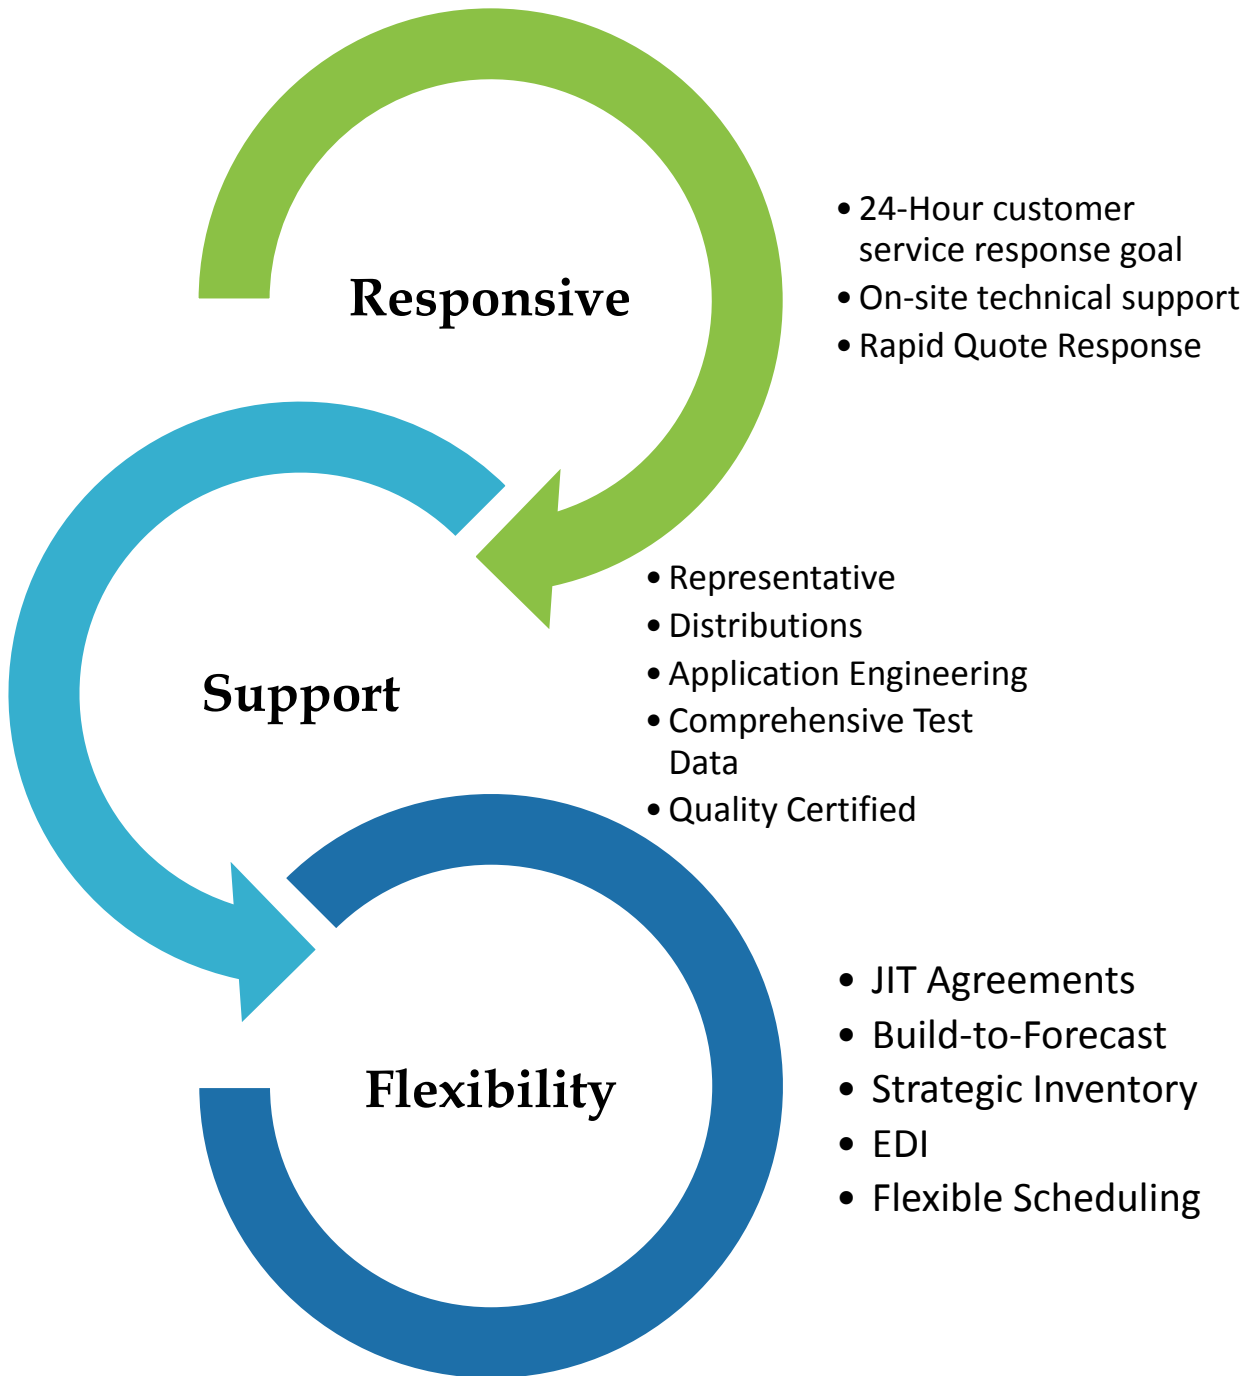 Responsive
• 24-Hour customer
service response goal
• On-site technical support
• Rapid Quote Response
Support
• Representative
• Distributions
• Application Engineering
• Comprehensive Test
Data
• Quality Certified
Flexibility
• JIT Agreements
• Build-to-Forecast
• Strategic Inventory
• EDI
• Flexible Scheduling